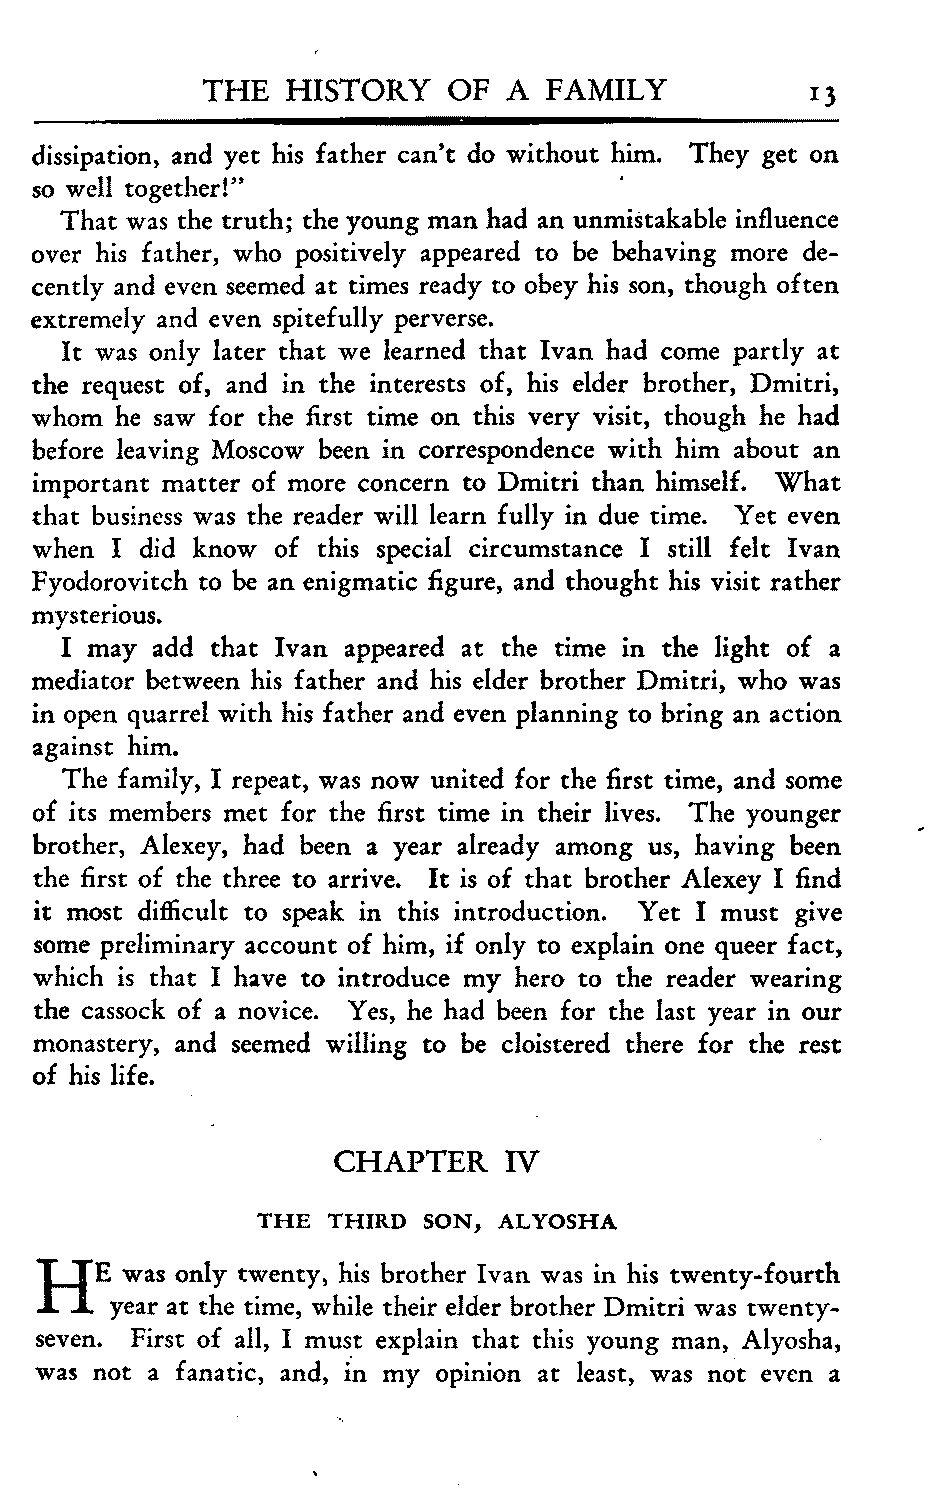 THE HISTORY OF A FAMILY 13
dissipation, and yet his father can't do without him. They get on
so well together!"
That was the truth; the young man had an unmistakable influence
over his father, who positively appeared to be behaving more de-
cently and even seemed at times ready to obey his son, though often
extremely and even spitefully perverse.
It was only later that we learned that Ivan had come partly at
the request of, and in the interests of, his elder brother, Dmitri,
whom he saw for the first time on this very visit, though he had
before leaving Moscow been in correspondence with him about an
important matter of more concern to Dmitri than himself. What
that business was the reader will learn fully in due time. Yet even
when I did know of this special circumstance I still felt Ivan
Fyodorovitch to be an enigmatic figure, and thought his visit rather
mysterious.
I may add that Ivan appeared at the time in the light of a
mediator between his father and his elder brother Dmitri, who was
in open quarrel with his father and even planning to bring an action
against him.
The family, I repeat, was now united for the first time, and some
of its members met for the first time in their lives. The younger
brother, Alexey, had been a year already among us, having been
the first of the three to arrive. It is of that brother Alexey I find
it most difficult to speak in this introduction. Yet I must give
some preliminary account of him, if only to explain one queer fact,
which is that I have to introduce my hero to the reader wearing
the cassock of a novice. Yes, he had been for the last year in our
monastery, and seemed willing to be cloistered there for the rest
of his life.
CHAPTER IV
THE THIRD SON, ALYOSHA
HE was only twenty, his brother Ivan was in his twenty-fourth
year at the time, while their elder brother Dmitri was twenty-
seven. First of all, I must explain that this young man, Alyosha,
was not a fanatic, and, in my opinion at least, was not even a